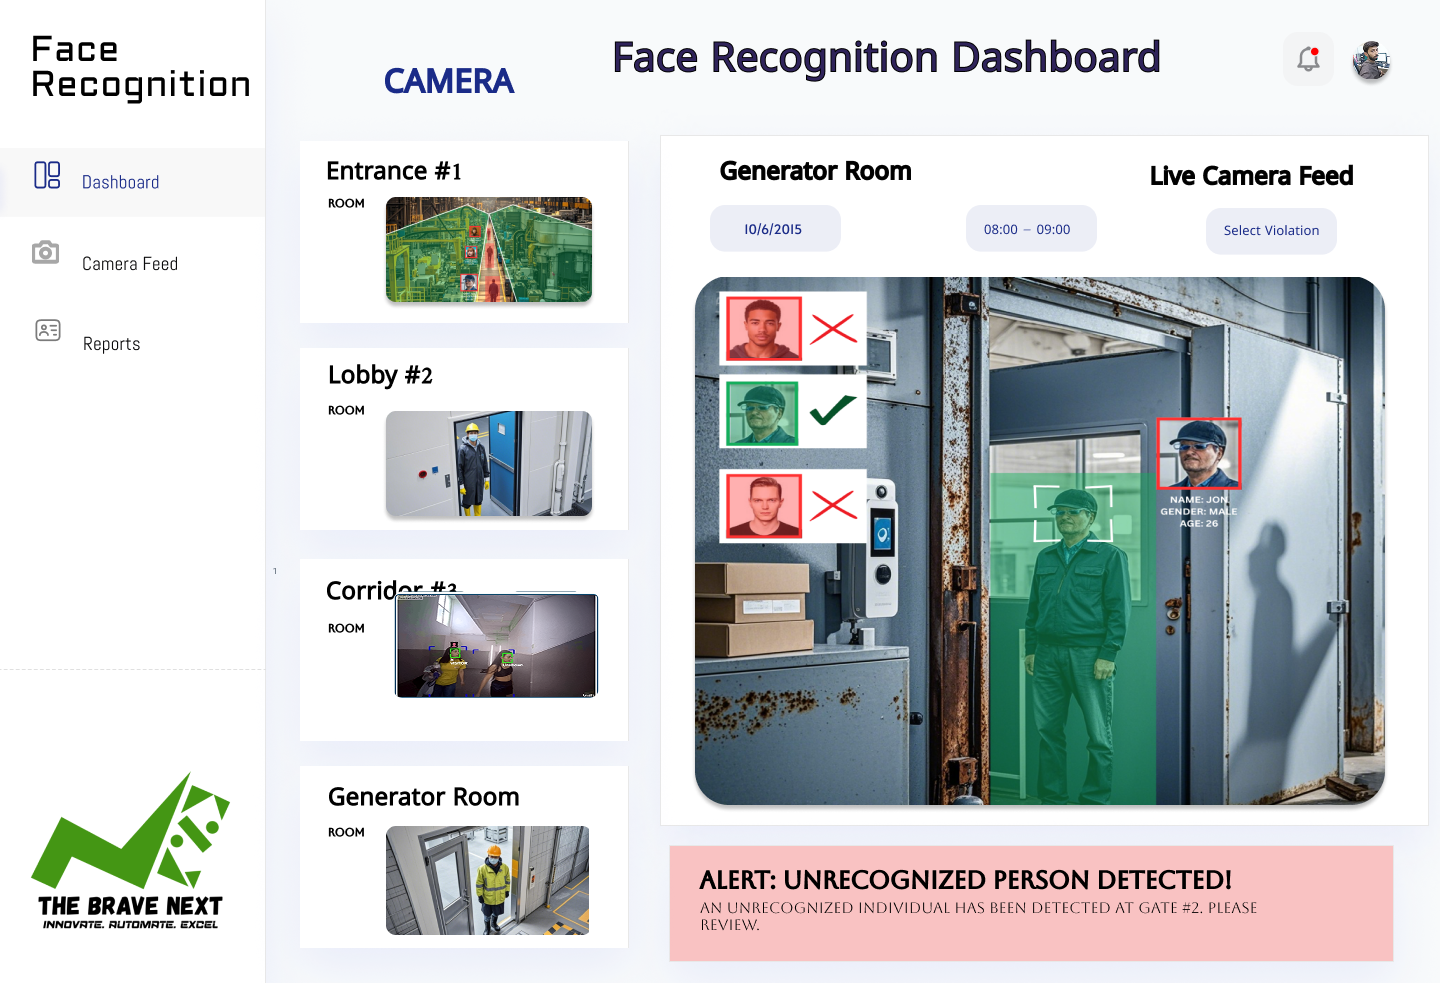 Face
Recognition
Dashboard
Camera Feed
Reports
THE BRAVE NEXT
INNOVATE. AUTOMATE. EXCEL
CAMERA
Face Recognition Dashboard
Entrance #1
ROOM
Lobby #2
ROOM
1
Corridor #3
ROOM
Generator Room
ROOM
Generator Room
Live Camera Feed
10/6/2015
08:00 – 09:00
Select Violation
NAME: JON
GENDER: MALE
AGE: 26
ALERT: UNRECOGNIZED PERSON DETECTED!
AN UNRECOGNIZED INDIVIDUAL HAS BEEN DETECTED AT GATE #2. PLEASE
REVIEW.